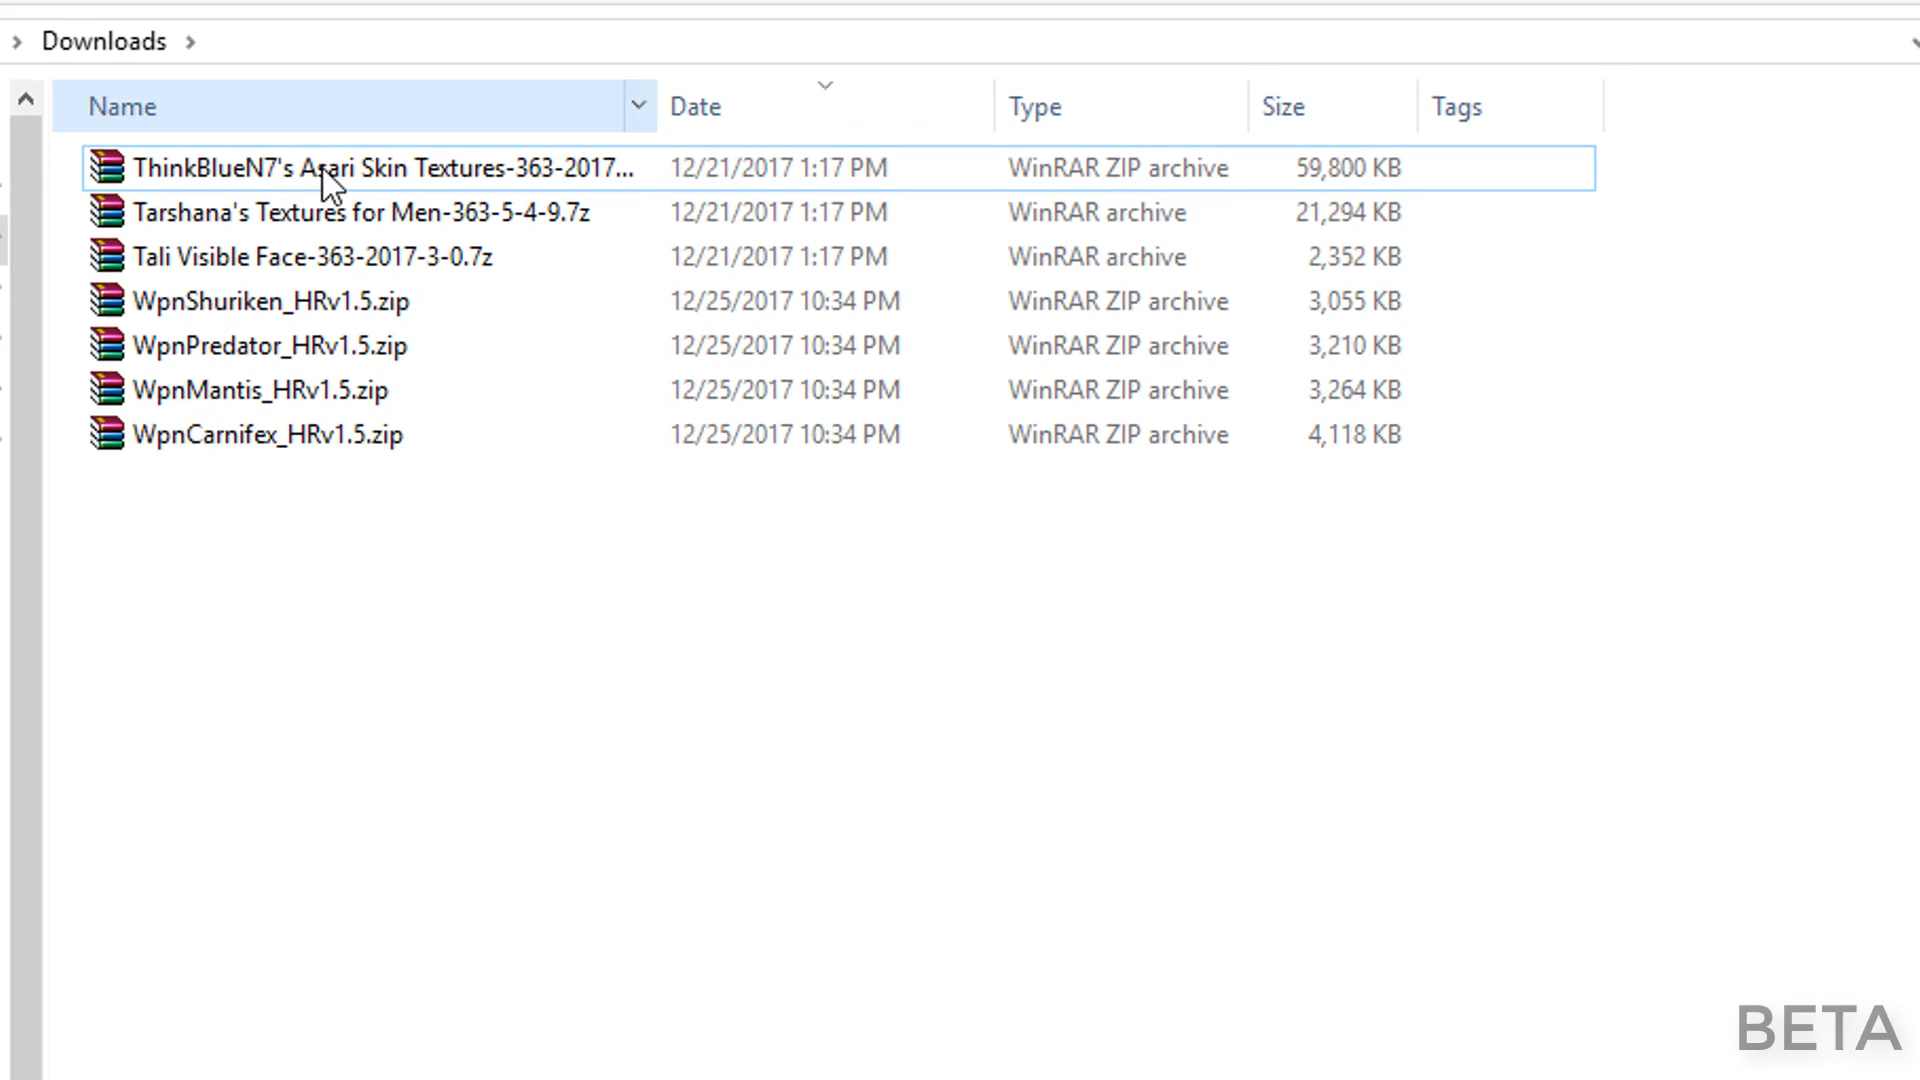 Downloads
Name Date Type Size Tags
ThinkBlueN7's Asari Skin Textures-363-2017... 12/21/2017 1:17 PM WinRAR ZIP archive 59,800 KB
Tarshana's Textures for Men-363-5-4-9.7z 12/21/2017 1:17 PM WinRAR archive 21,294 KB
Tali Visible Face-363-2017-3-0.7z 12/21/2017 1:17 PM WinRAR archive 2,352 KB
WpnShuriken_HRv1.5.zip 12/25/2017 10:34 PM WinRAR ZIP archive 3,055 KB
WpnPredator_HRv1.5.zip 12/25/2017 10:34 PM WinRAR ZIP archive 3,210 KB
WpnMantis_HRv1.5.zip 12/25/2017 10:34 PM WinRAR ZIP archive 3,264 KB
WpnCarnifex_HRv1.5.zip 12/25/2017 10:34 PM WinRAR ZIP archive 4,118 KB
BETA